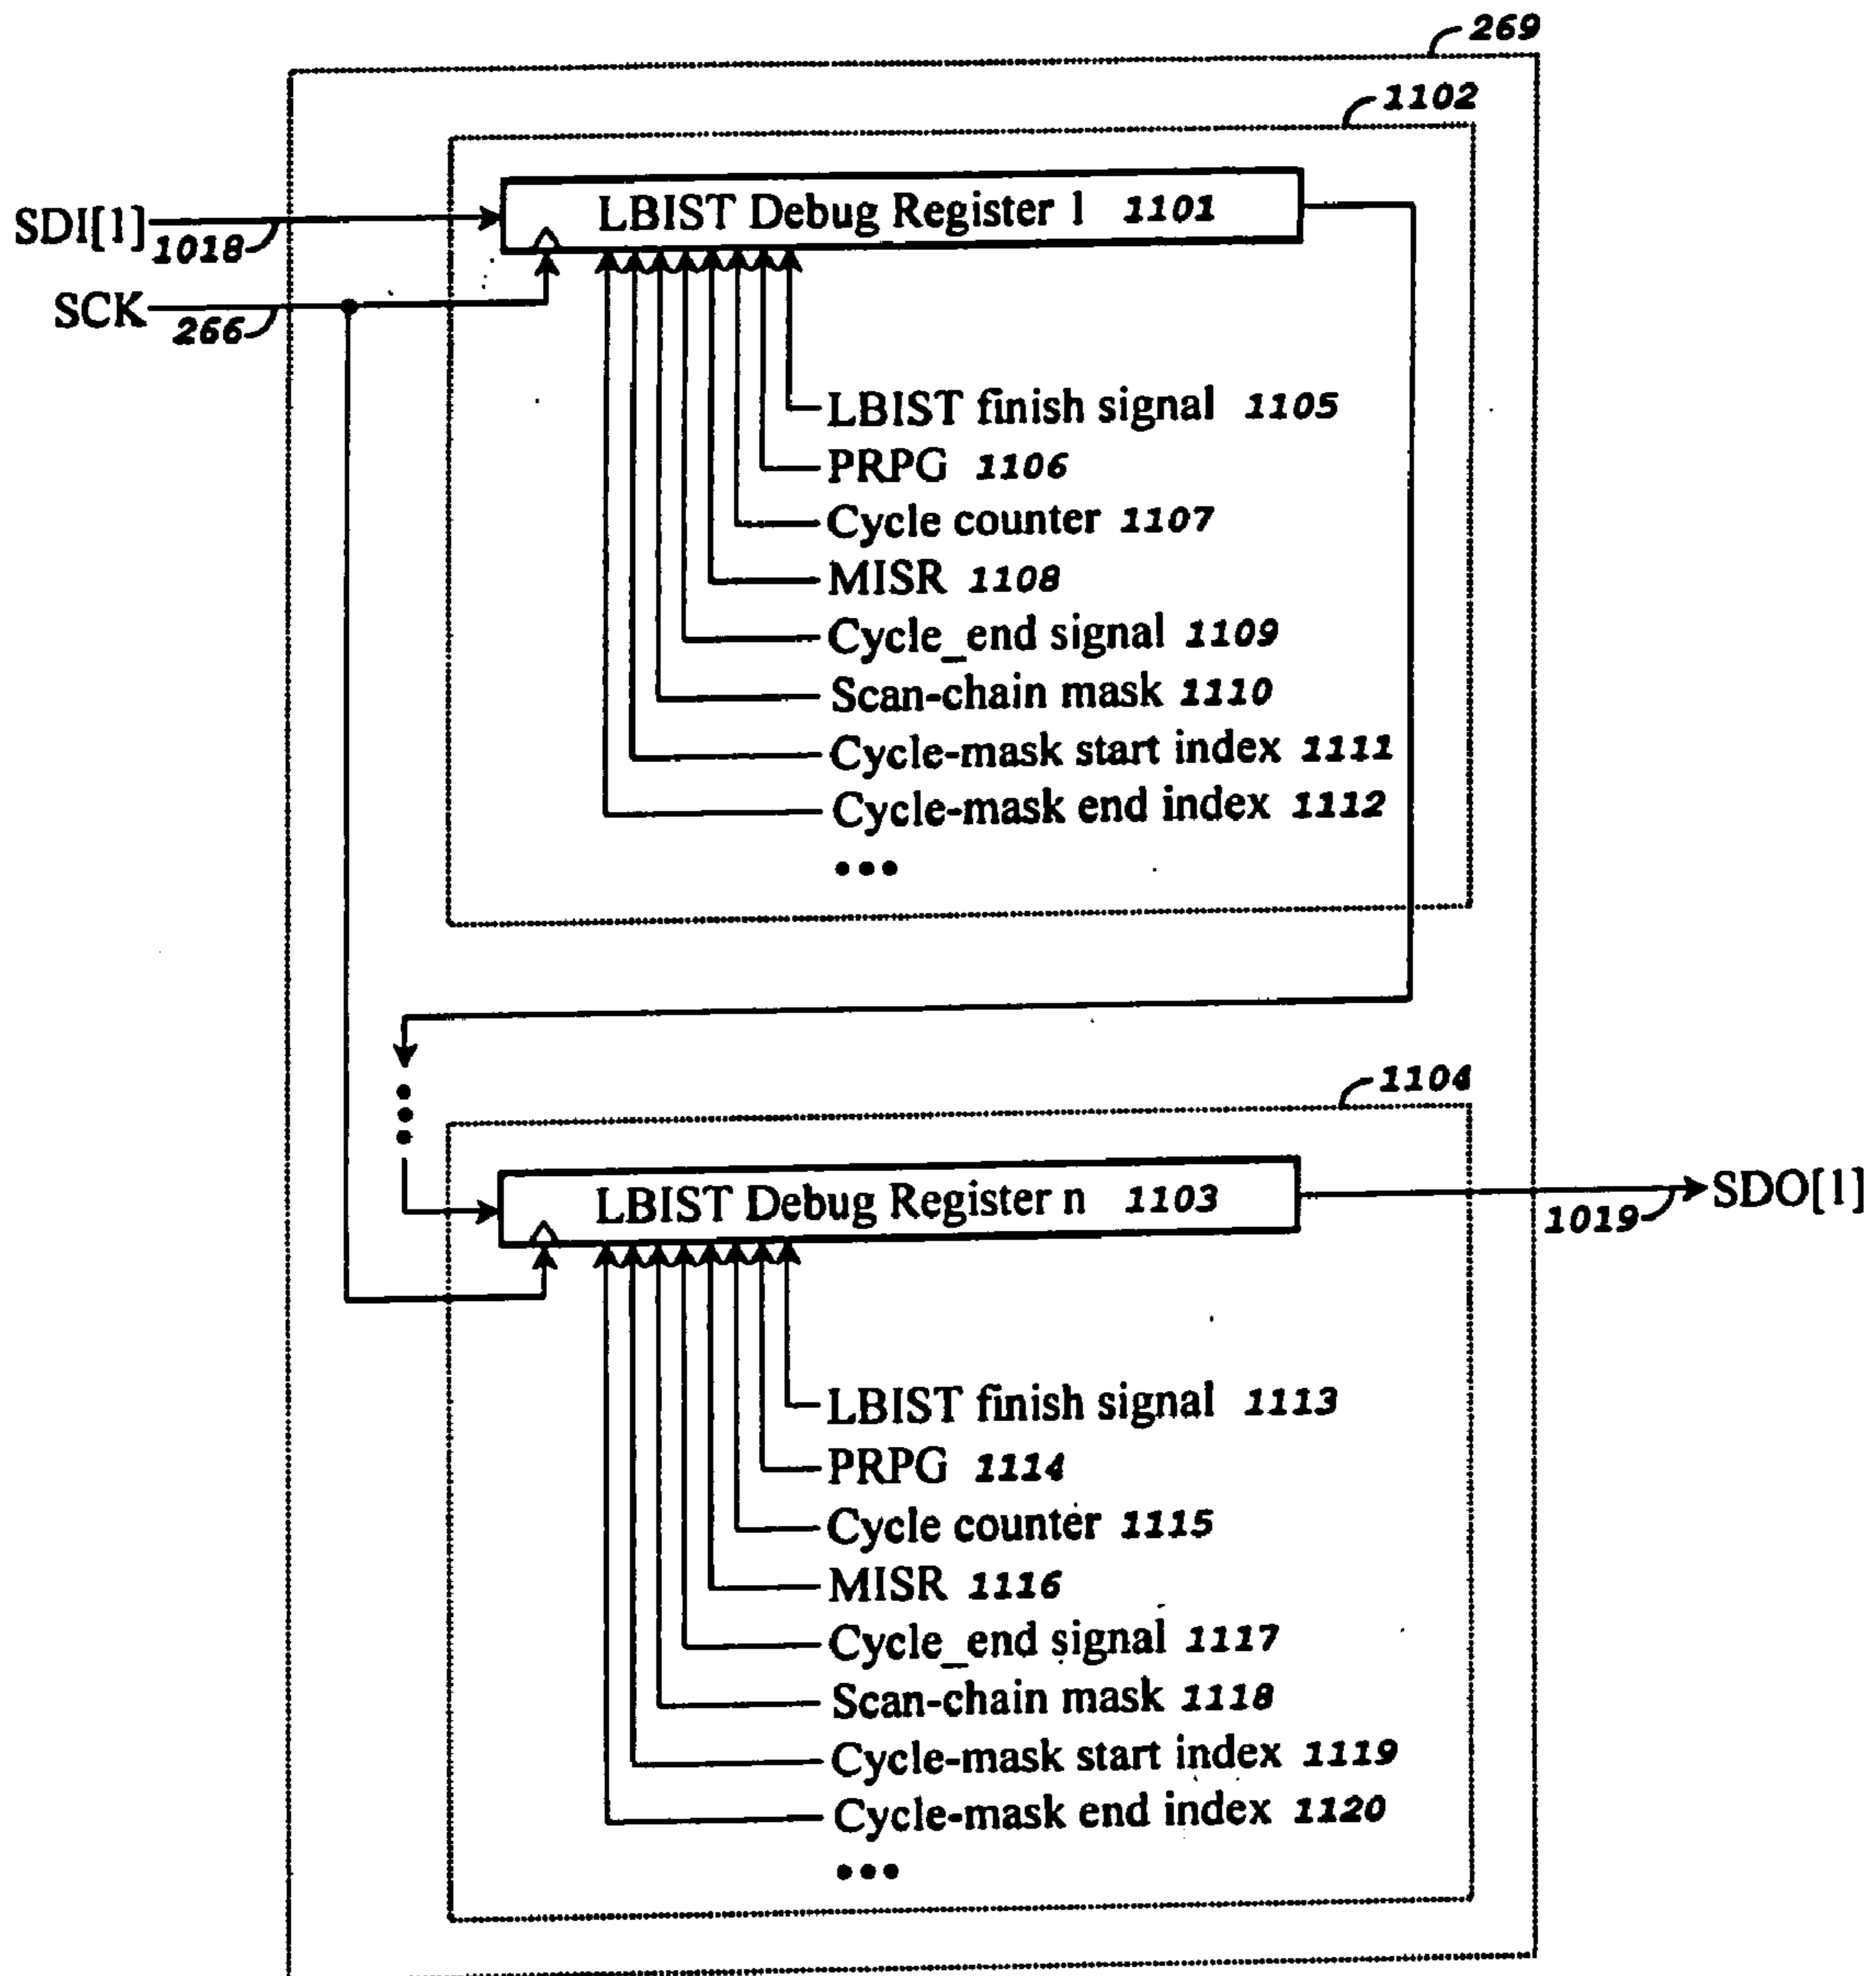 269
1102
LBIST Debug Register 1 1101
SDI[1] 1018
SCK 266
LBIST finish signal 1105
PRPG 1106
Cycle counter 1107
MISR 1108
Cycle_end signal 1109
Scan-chain mask 1110
Cycle-mask start index 1111
Cycle-mask end index 1112
•••
1104
LBIST Debug Register n 1103
1019 SDO[1]
LBIST finish signal 1113
PRPG 1114
Cycle counter 1115
MISR 1116
Cycle_end signal 1117
Scan-chain mask 1118
Cycle-mask start index 1119
Cycle-mask end index 1120
•••